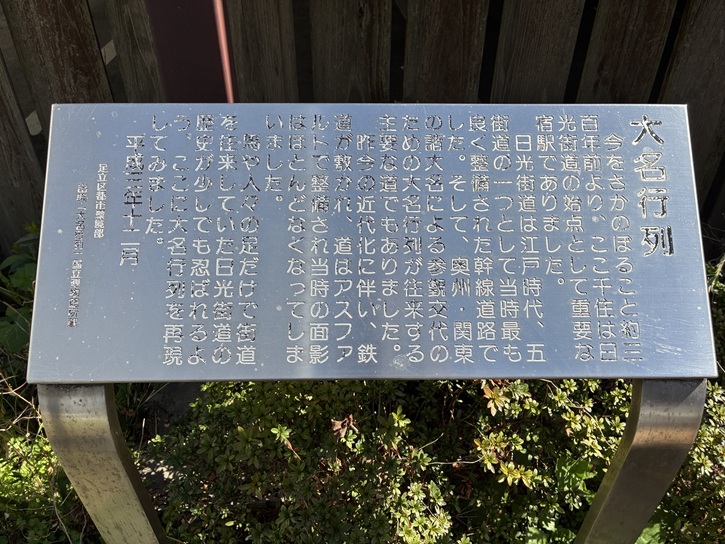 大名行列
今をさかのぼること約三
百年前より、ここ千住は日
光街道の始点として重要な
宿駅でありました。
日光街道は江戸時代、五
街道の一つとして当時最も
良く整備された幹線道路で
した。そして、奥州・関東
の諸大名による参勤交代の
ための大名行列が往来する
主要な道でもありました。
昨今の近代化に伴い、鉄
道が敷かれ、道はアスファ
ルトで整備され当時の面影
はほとんどなくなってしま
いました。
馬や人々の足だけで街道
を往来していた日光街道の
歴史が少しでも忍ばれるよ
う、ここに大名行列を再現
してみました。
平成二年十二月
足立区都市整備部